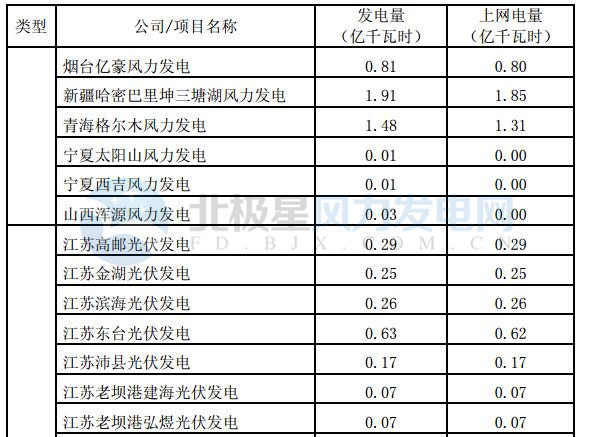 类型 公司/项目名称 发电量 上网电量
（亿千瓦时） （亿千瓦时）
烟台亿豪风力发电 0.81 0.80
新疆哈密巴里坤三塘湖风力发电 1.91 1.85
青海格尔木风力发电 1.48 1.31
宁夏太阳山风力发电 0.01 0.00
宁夏西吉风力发电 0.01 0.00
山西浑源风力发电 0.03 0.00
北极星风力发电网
FD.BJX.COM.CN
江苏高邮光伏发电 0.29 0.29
江苏金湖光伏发电 0.25 0.25
江苏滨海光伏发电 0.26 0.26
江苏东台光伏发电 0.63 0.62
江苏沛县光伏发电 0.17 0.17
江苏老坝港建海光伏发电 0.07 0.07
江苏老坝港弘煜光伏发电 0.07 0.07